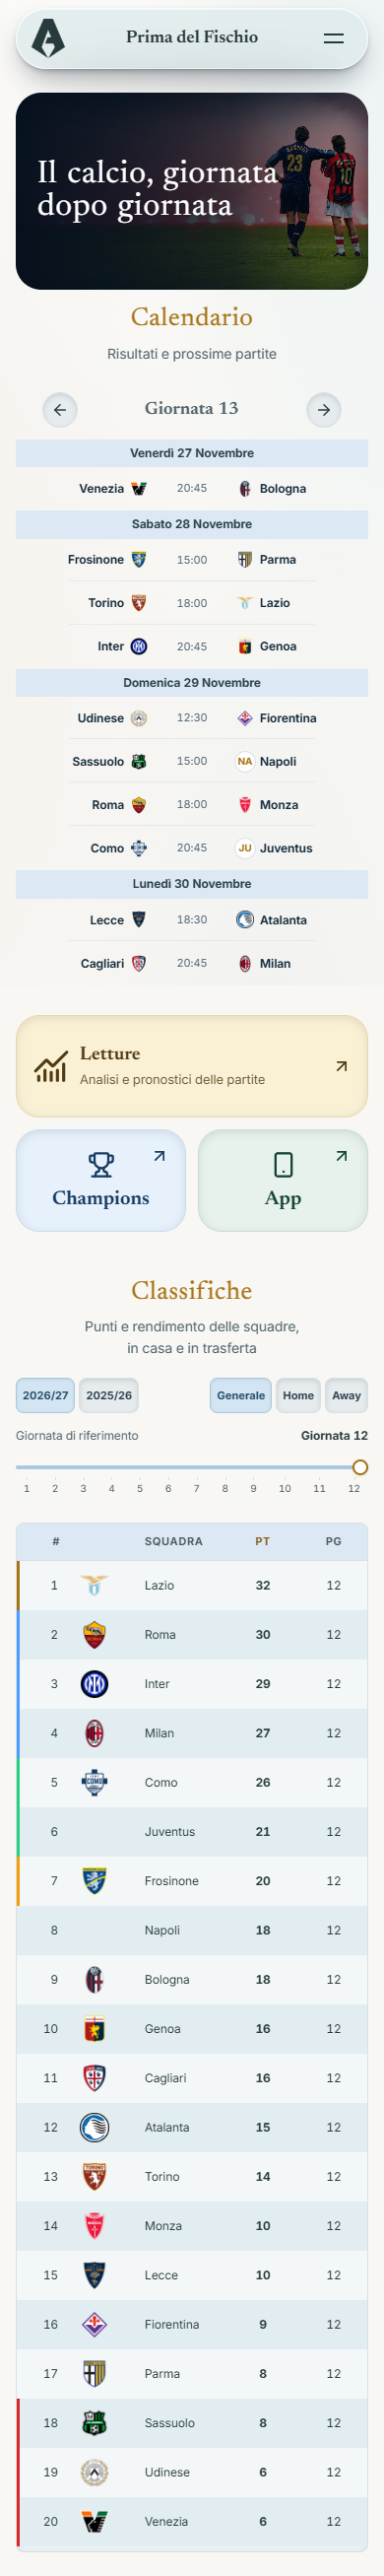 Prima del Fischio
Il calcio, giornata
dopo giornata
23
10
Calendario
Risultati e prossime partite
Giornata 13
Venerdì 27 Novembre
Venezia 20:45 Bologna
Sabato 28 Novembre
Frosinone 15:00 Parma
Torino 18:00 Lazio
Inter 20:45 Genoa
Domenica 29 Novembre
Udinese 12:30 Fiorentina
Sassuolo 15:00 NA Napoli
Roma 18:00 Monza
Como 20:45 JU Juventus
Lunedì 30 Novembre
Lecce 18:30 Atalanta
Cagliari 20:45 Milan
Letture
Analisi e pronostici delle partite
Champions
App
Classifiche
Punti e rendimento delle squadre,
in casa e in trasferta
2026/27 2025/26 Generale Home Away
Giornata di riferimento Giornata 12
1 2 3 4 5 6 7 8 9 10 11 12
# SQUADRA PT PG
1 Lazio 32 12
2 Roma 30 12
3 Inter 29 12
4 Milan 27 12
5 COMO Como 26 12
6 Juventus 21 12
7 Frosinone 20 12
8 Napoli 18 12
9 Bologna 18 12
10 Genoa 16 12
11 Cagliari 16 12
12 Atalanta 15 12
13 TORINO Torino 14 12
14 Monza 10 12
15 Lecce 10 12
16 Fiorentina 9 12
17 Parma 8 12
18 Sassuolo 8 12
19 Udinese 6 12
20 Venezia 6 12